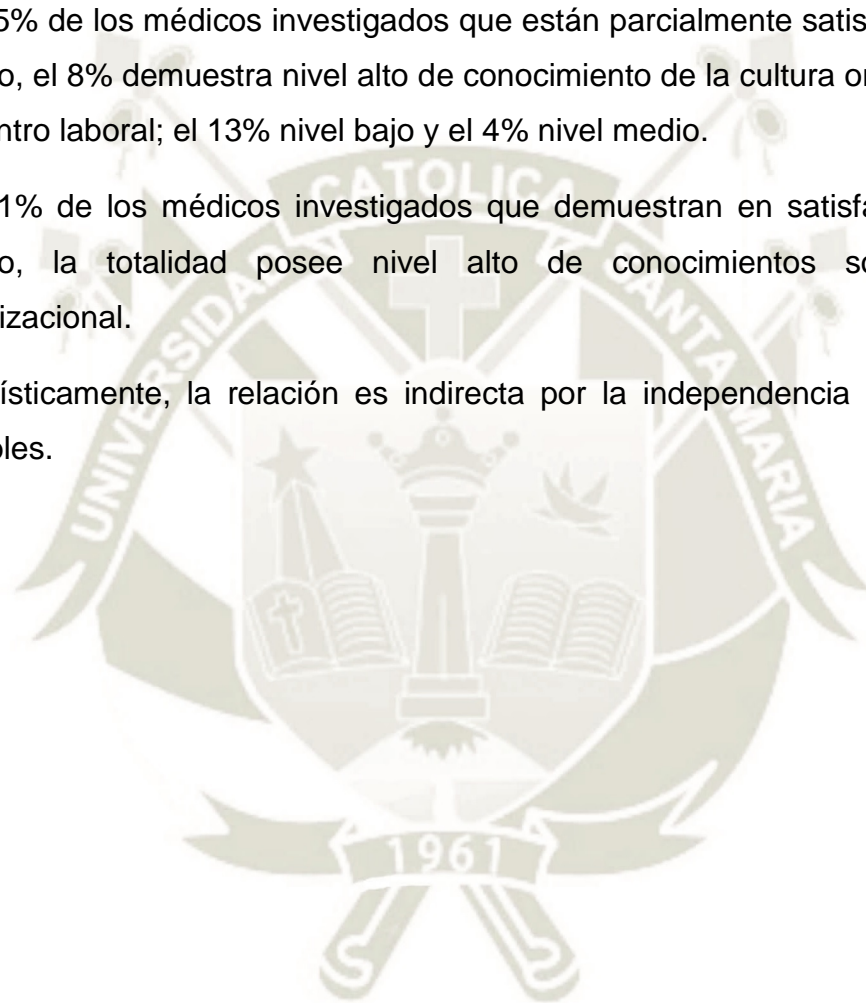 5% de los médicos investigados que están parcialmente satis
o, el 8% demuestra nivel alto de conocimiento de la cultura or
ntro laboral; el 13% nivel bajo y el 4% nivel medio.
1% de los médicos investigados que demuestran en satisfa
o, la totalidad posee nivel alto de conocimientos so
izacional.
ísticamente, la relación es indirecta por la independencia
les.
UNIVERSIDAD CATOLICA SANTA MARIA
1961